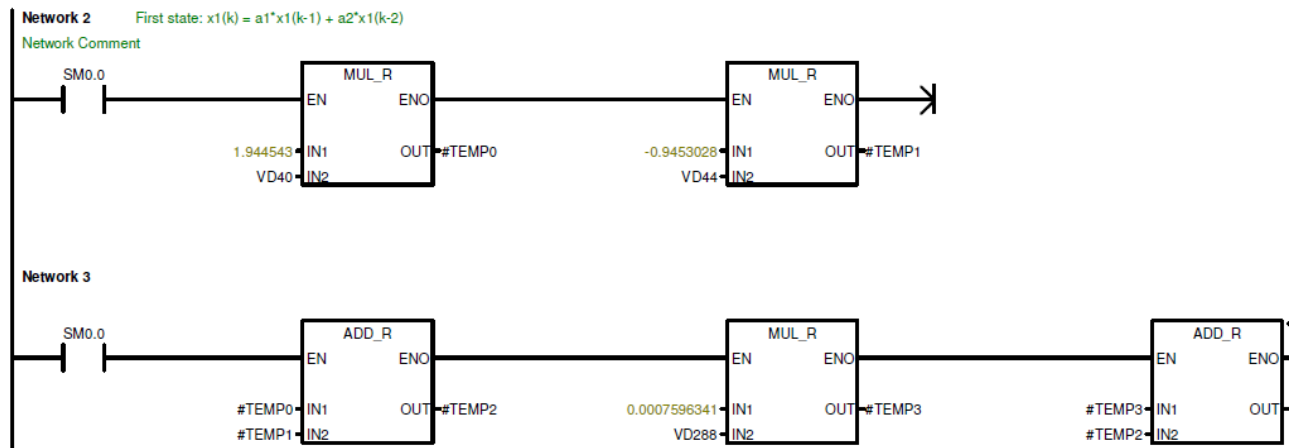 Network 2 First state: x1(k) = a1*x1(k-1) + a2*x1(k-2)
Network Comment
SM0.0 MUL_R MUL_R
EN ENO EN ENO
1.944543 IN1 OUT #TEMP0 -0.9453028 IN1 OUT #TEMP1
VD40 IN2 VD44 IN2
Network 3
SM0.0 ADD_R MUL_R ADD_R
EN ENO EN ENO EN ENO
#TEMP0 IN1 OUT #TEMP2 0.0007596341 IN1 OUT #TEMP3 #TEMP3 IN1 OUT
#TEMP1 IN2 VD288 IN2 #TEMP2 IN2